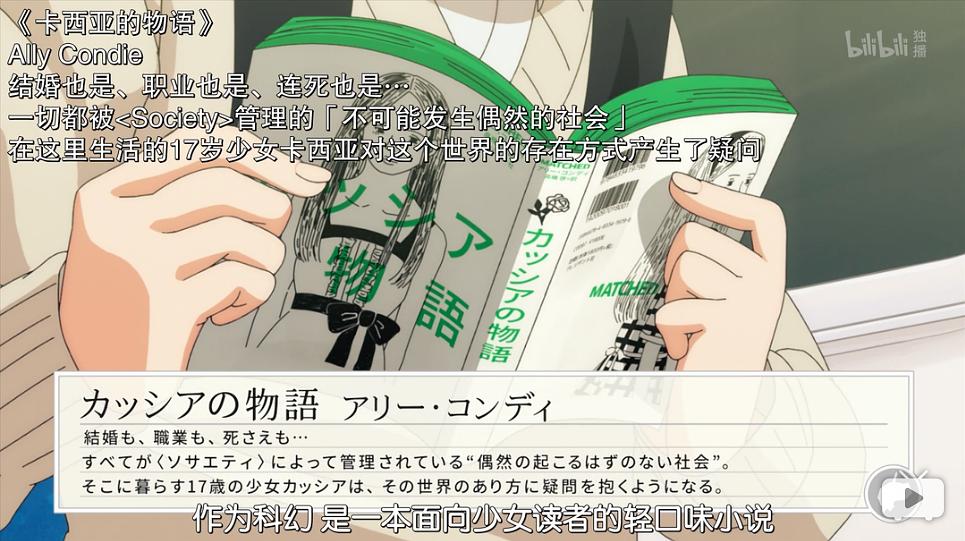 《卡西亚的物语》
Ally Condie
结婚也是、职业也是、连死也是…
一切都被<Society>管理的「不可能发生偶然的社会」
在这里生活的17岁少女卡西亚对这个世界的存在方式产生了疑问
bilibili 独播
ッシア
物語
MATCHED
アリー・コンディ
カッシアの物語
MATCHED
カッシアの物語 アリー・コンディ
結婚も、職業も、死さえも…
すべてが〈ソサエティ〉によって管理されている“偶然の起こるはずのない社会”。
そこに暮らす17歳の少女カッシアは、その世界のあり方に疑問を抱くようになる。
作为科幻 是一本面向少女读者的轻口味小说